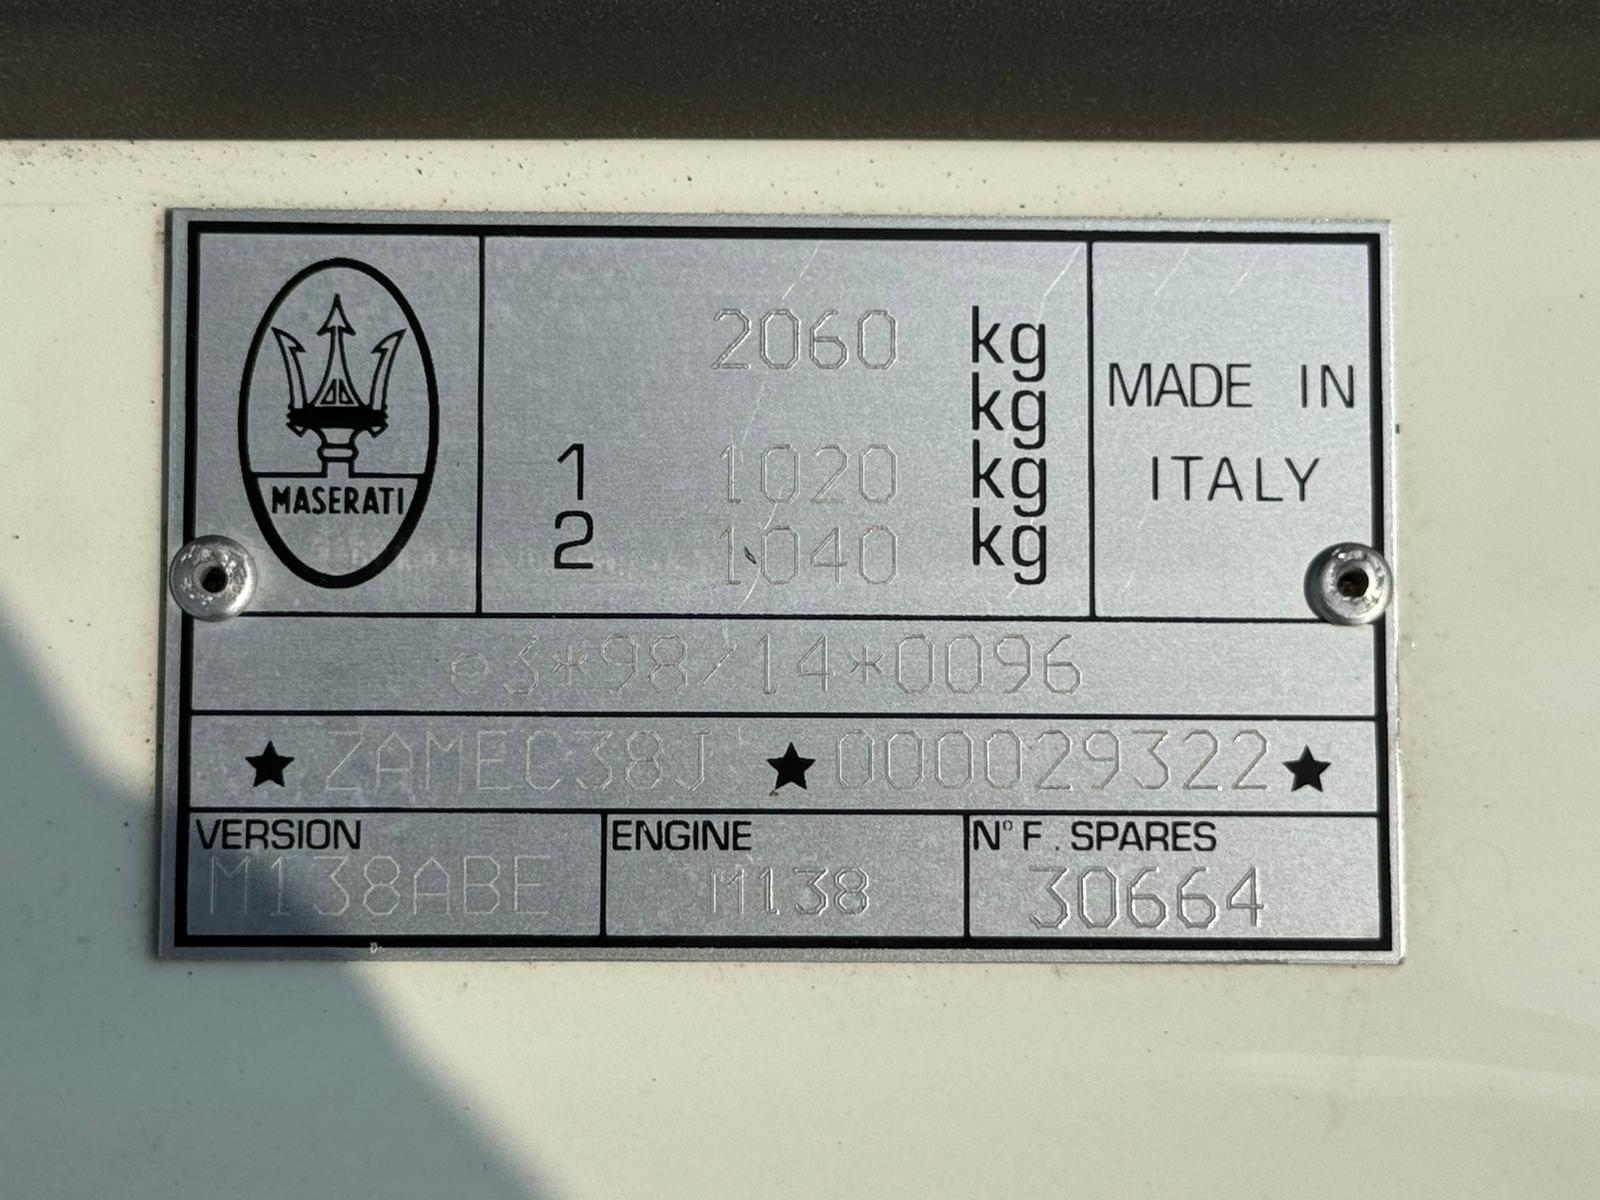 MASERATI
2060 kg
kg
1 1020 kg
2 1040 kg
MADE IN
ITALY
e3*98/14*0096
★ ZAMEC38J ★ 000029322 ★
VERSION
M138ABE
ENGINE
M138
N° F. SPARES
30664